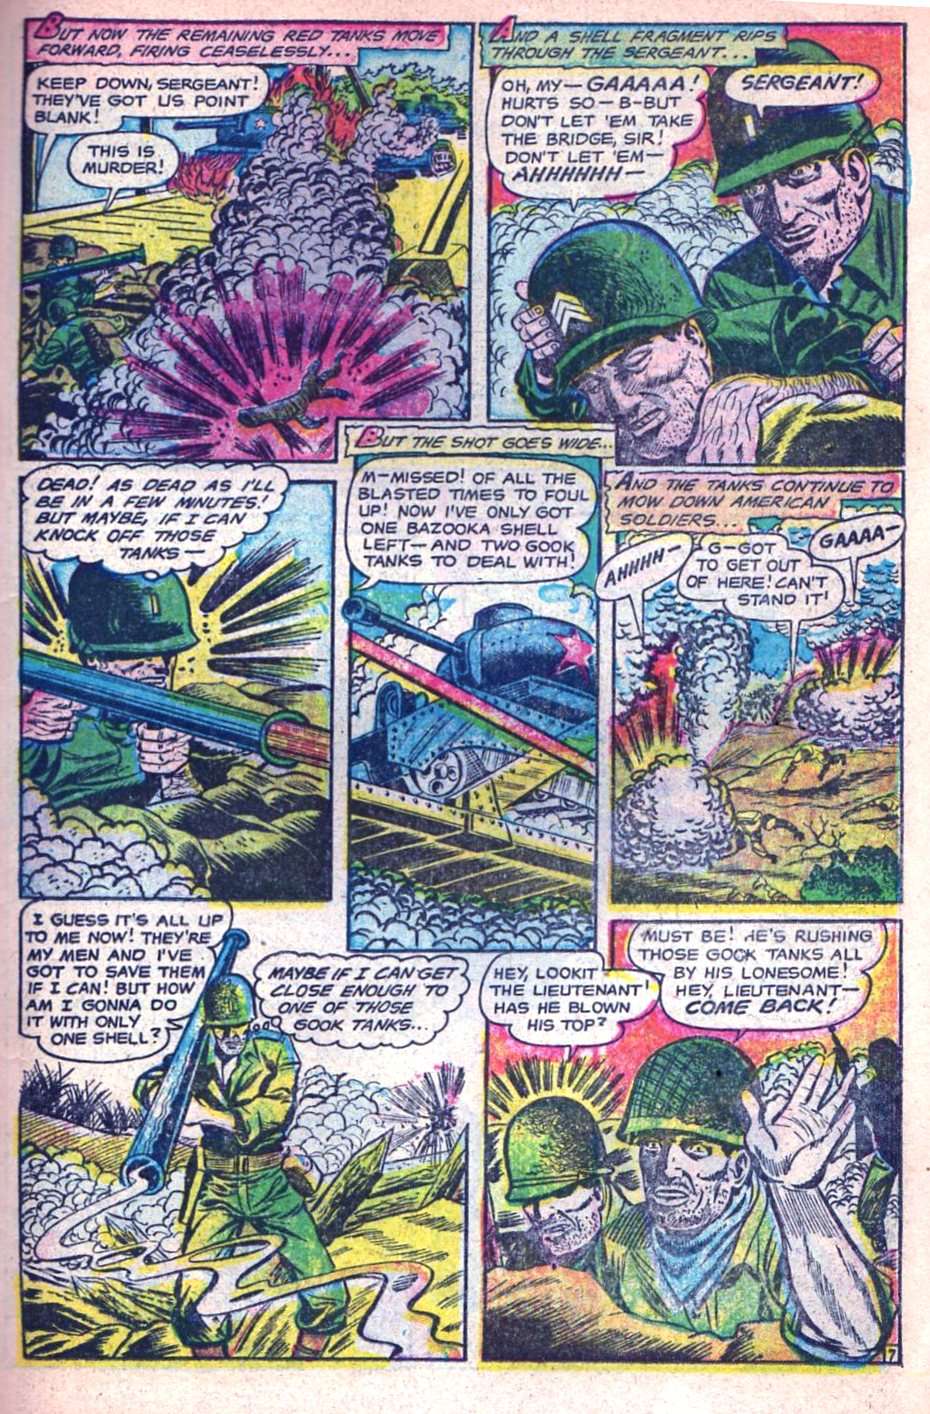 BUT NOW THE REMAINING RED TANKS MOVE
FORWARD, FIRING CEASELESSLY...
KEEP DOWN, SERGEANT!
THEY'VE GOT US POINT
BLANK!
THIS IS
MURDER!
AND A SHELL FRAGMENT RIPS
THROUGH THE SERGEANT...
OH, MY—GAAAAA!
HURTS SO—B-BUT
DON'T LET 'EM TAKE
THE BRIDGE, SIR!
DON'T LET 'EM—
AHHHHHH—
SERGEANT!
DEAD! AS DEAD AS I'LL
BE IN A FEW MINUTES!
BUT MAYBE, IF I CAN
KNOCK OFF THOSE
TANKS—
BUT THE SHOT GOES WIDE...
M-MISSED! OF ALL THE
BLASTED TIMES TO FOUL
UP! NOW I'VE ONLY GOT
ONE BAZOOKA SHELL
LEFT—AND TWO GOOK
TANKS TO DEAL WITH!
AND THE TANKS CONTINUE TO
MOW DOWN AMERICAN
SOLDIERS...
AHHHH—
G-GOT
TO GET OUT
OF HERE! CAN'T
STAND IT!
GAAAA—
I GUESS IT'S ALL UP
TO ME NOW! THEY'RE
MY MEN AND I'VE
GOT TO SAVE THEM
IF I CAN! BUT HOW
AM I GONNA DO
IT WITH ONLY
ONE SHELL?
MAYBE IF I CAN GET
CLOSE ENOUGH TO
ONE OF THOSE
GOOK TANKS...
HEY, LOOKIT
THE LIEUTENANT!
HAS HE BLOWN
HIS TOP?
MUST BE! HE'S RUSHING
THOSE GOOK TANKS ALL
BY HIS LONESOME!
HEY, LIEUTENANT—
COME BACK!
7